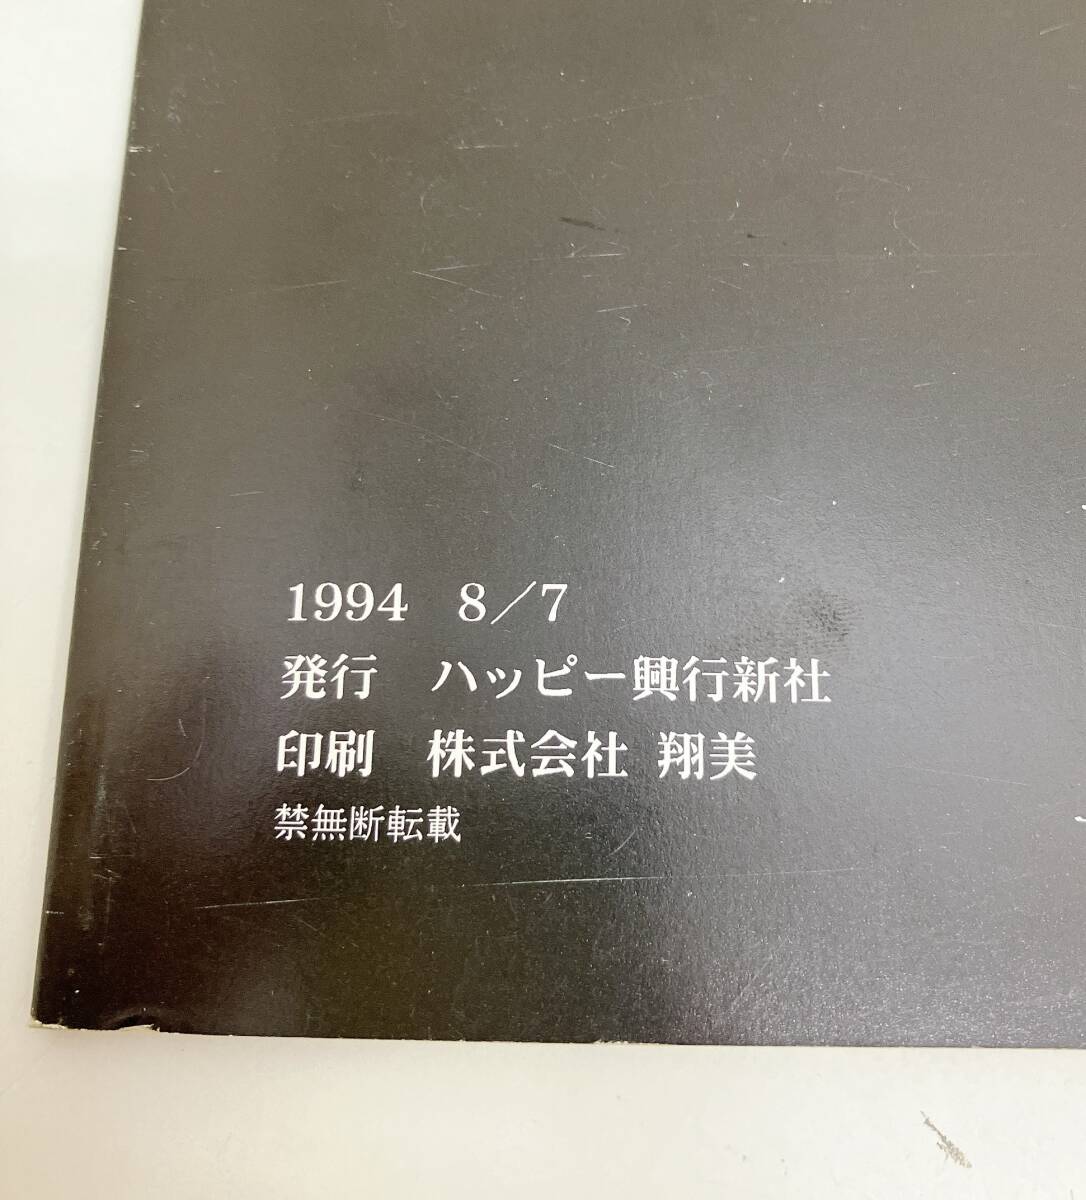 1994 8/7
発行 ハッピー興行新社
印刷 株式会社 翔美
禁無断転載